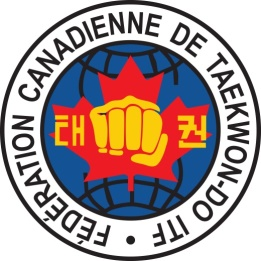 FÉDÉRATION CANADIENNE DE TAEKWON-DO ITF •
태 권